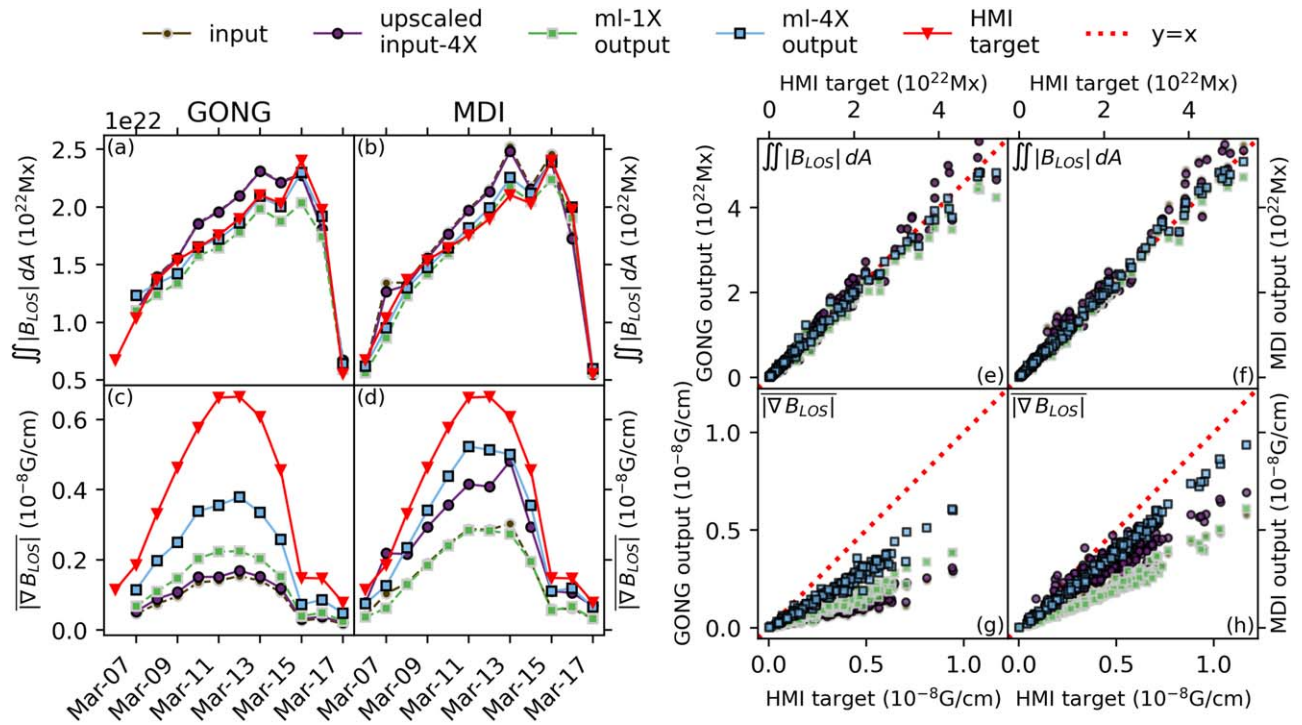 input
upscaled
input-4X
ml-1X
output
ml-4X
output
HMI
target
y=x
GONG
MDI
1e22
HMI target (10²²Mx)
HMI target (10²²Mx)
0 2 4
0 2 4
(a)
(b)
∬|B_LOS| dA
∬|B_LOS| dA
2.5
2.0
1.5
1.0
0.5
∬|B_LOS| dA (10²²Mx)
∬|B_LOS| dA (10²²Mx)
4
2
0
GONG output (10²²Mx)
MDI output (10²²Mx)
(e)
(f)
(c)
(d)
|∇ B_LOS|
|∇ B_LOS|
0.6
0.4
0.2
0.0
|∇ B_LOS| (10⁻⁸G/cm)
|∇ B_LOS| (10⁻⁸G/cm)
1.0
0.5
0.0
GONG output (10⁻⁸G/cm)
MDI output (10⁻⁸G/cm)
(g)
(h)
Mar-07
Mar-09
Mar-11
Mar-13
Mar-15
Mar-17
Mar-07
Mar-09
Mar-11
Mar-13
Mar-15
Mar-17
0.0 0.5 1.0
0.0 0.5 1.0
HMI target (10⁻⁸G/cm)
HMI target (10⁻⁸G/cm)